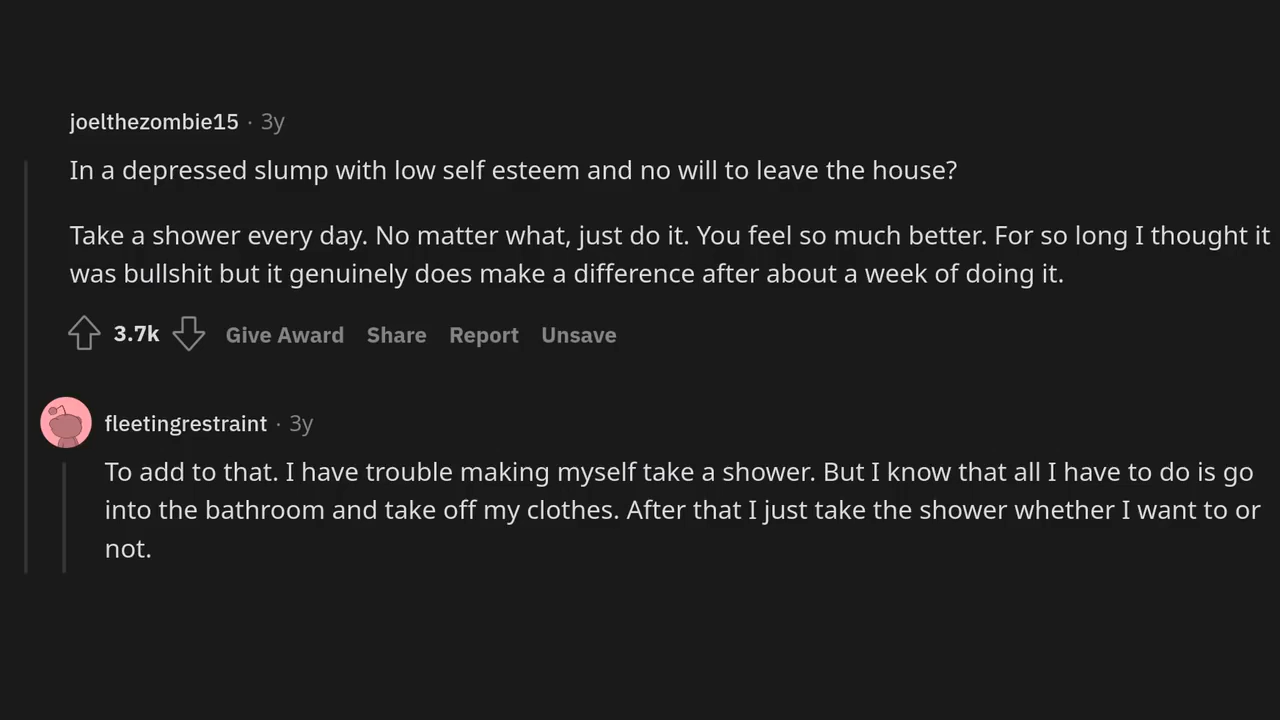 joelthezombie15 · 3y
In a depressed slump with low self esteem and no will to leave the house?
Take a shower every day. No matter what, just do it. You feel so much better. For so long I thought it
was bullshit but it genuinely does make a difference after about a week of doing it.
3.7k Give Award Share Report Unsave
fleetingrestraint · 3y
To add to that. I have trouble making myself take a shower. But I know that all I have to do is go
into the bathroom and take off my clothes. After that I just take the shower whether I want to or
not.